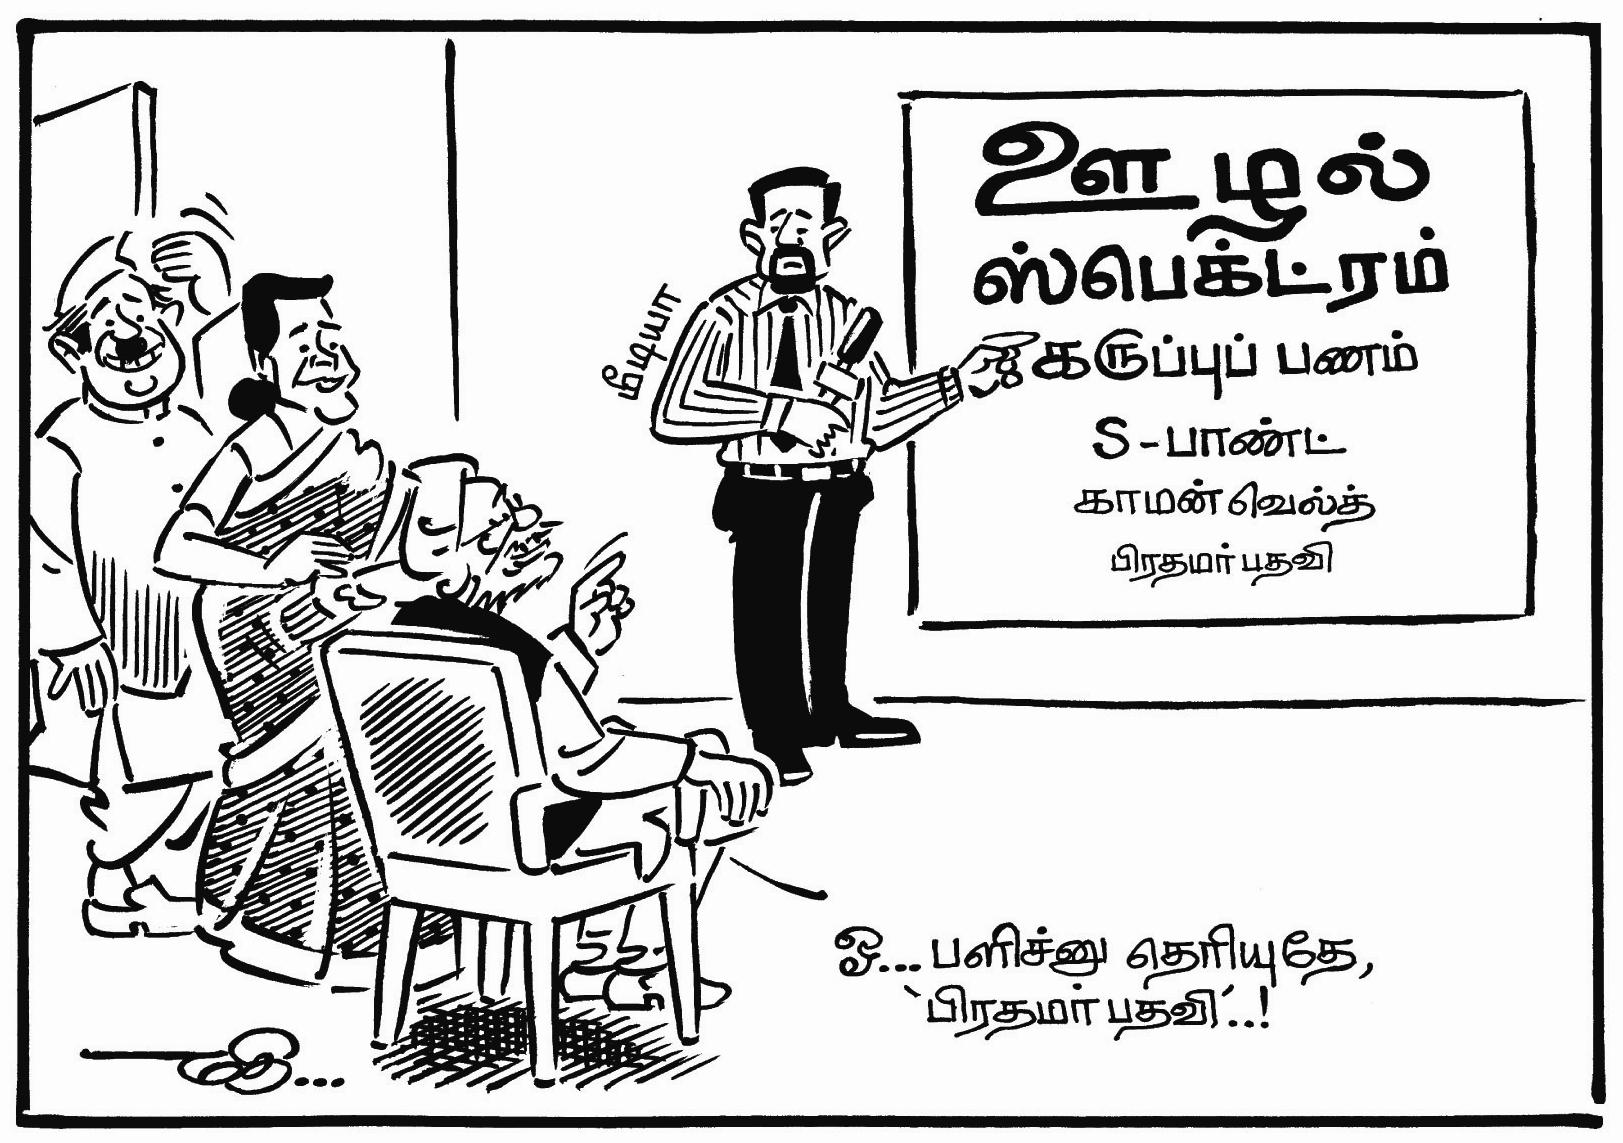 ஊழல்
ஸ்பெக்ட்ரம்
கருப்புப் பணம்
S - பாண்ட்
காமன்வெல்த்
பிரதமர் பதவி
மீடியா
ஓ... பளிச்னு தெரியுதே,
'பிரதமர் பதவி'..!